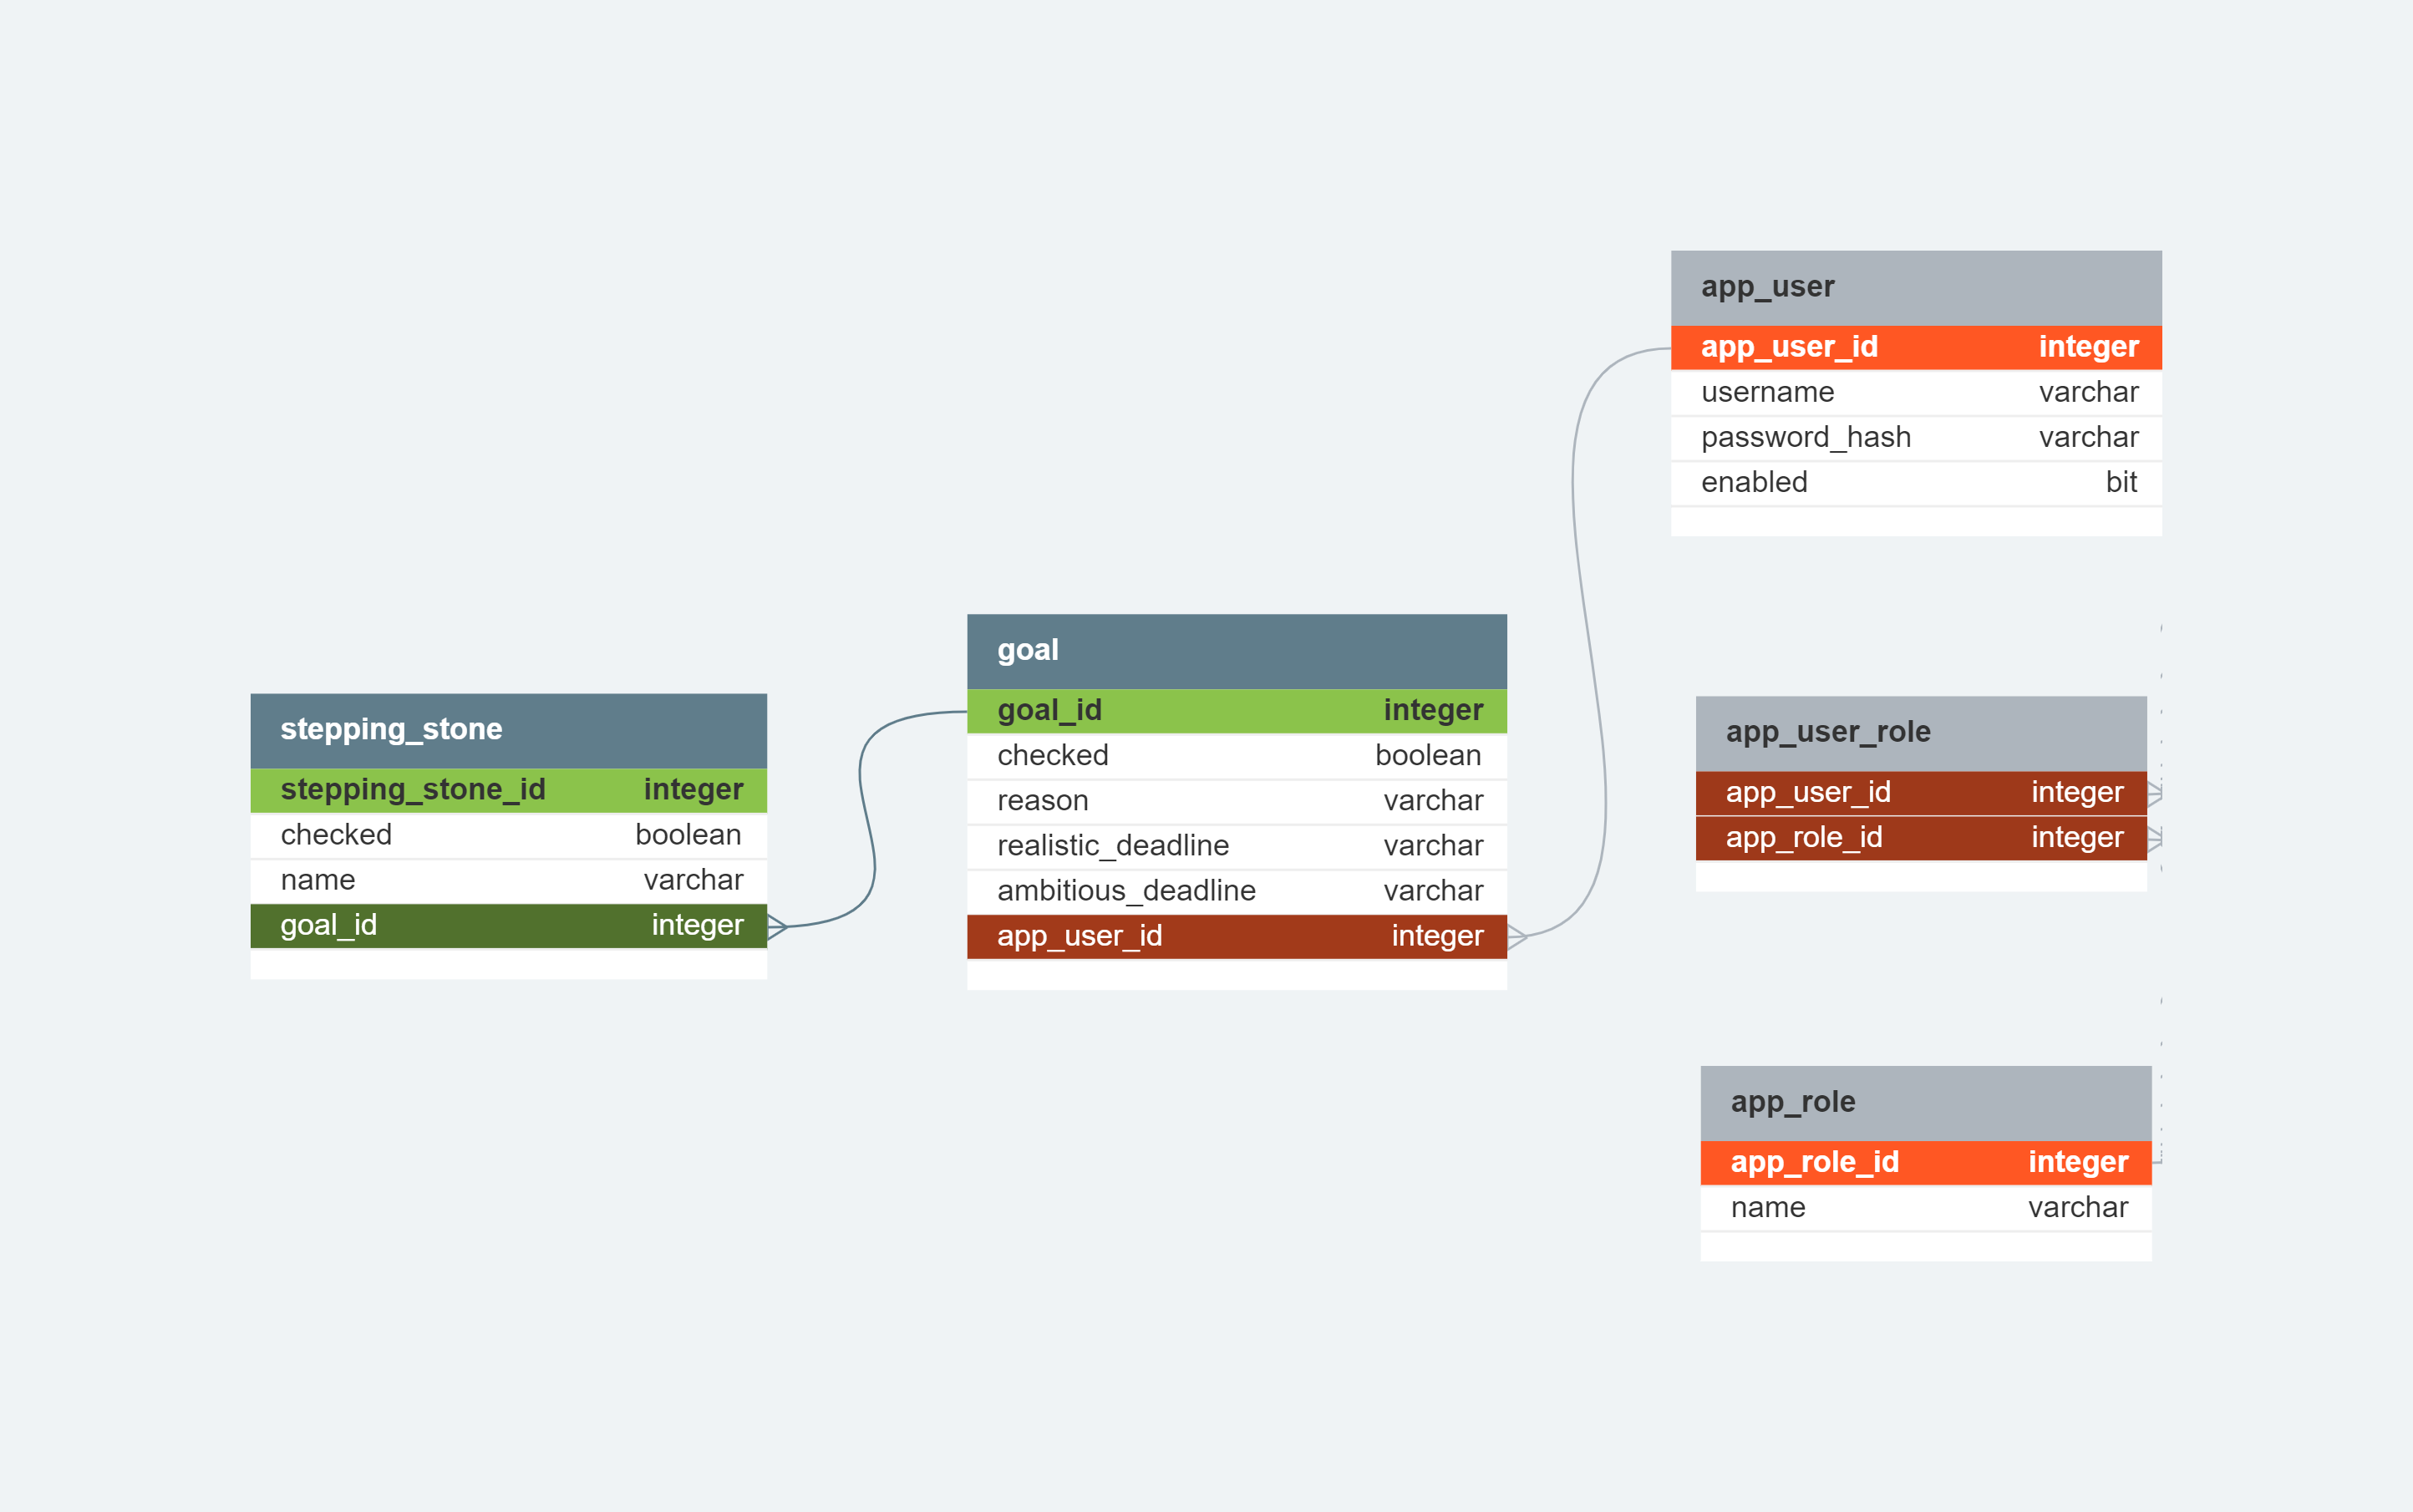 app_user
app_user_id integer
username varchar
password_hash varchar
enabled bit
goal
goal_id integer
checked boolean
reason varchar
realistic_deadline varchar
ambitious_deadline varchar
app_user_id integer
stepping_stone
stepping_stone_id integer
checked boolean
name varchar
goal_id integer
app_user_role
app_user_id integer
app_role_id integer
app_role
app_role_id integer
name varchar